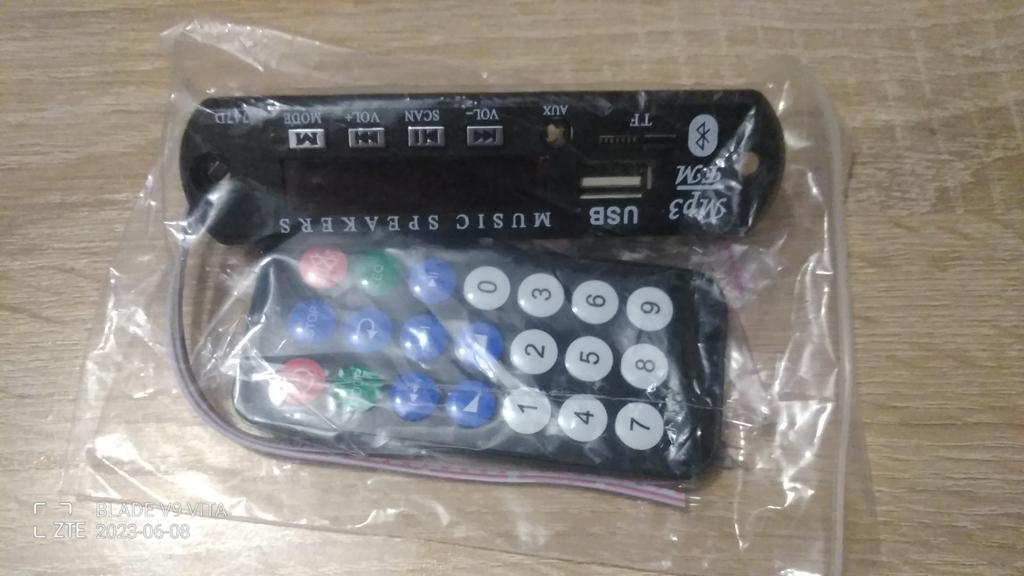 MUSIC SPEAKERS
USB
Mp3
FM
MODE
VOL+
SCAN
VOL-
AUX
TF
EQ
0
3
6
9
2
5
8
1
4
7
BLADE V9 VITA
ZTE 2023-06-08